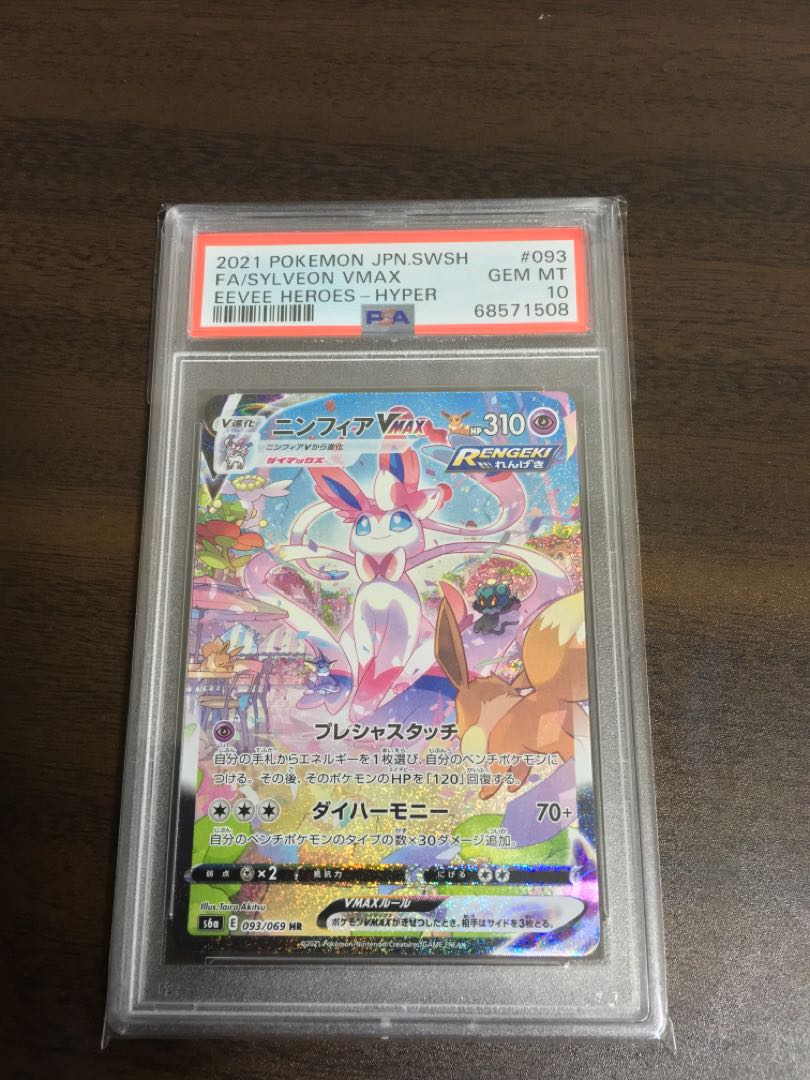 2021 POKEMON JPN.SWSH #093
FA/SYLVEON VMAX GEM MT
EEVEE HEROES-HYPER 10
68571508
PSA
V進化
ニンフィアVMAX HP310
ニンフィアVから進化
ダイマックス
RENGEKI
れんげき
プレシャスタッチ
自分の手札からエネルギーを1枚選び、自分のベンチポケモンに
つける。その後、そのポケモンのHPを「120」回復する。
ダイハーモニー 70+
自分のベンチポケモンのタイプの数×30ダメージ追加。
弱点 ×2 抵抗力 にげる
Illus. Taira Akitsu
VMAXルール
ポケモンVMAXがきぜつしたとき、相手はサイドを3枚とる。
s6a E 093/069 HR
©2021 Pokémon/Nintendo/Creatures/GAME FREAK